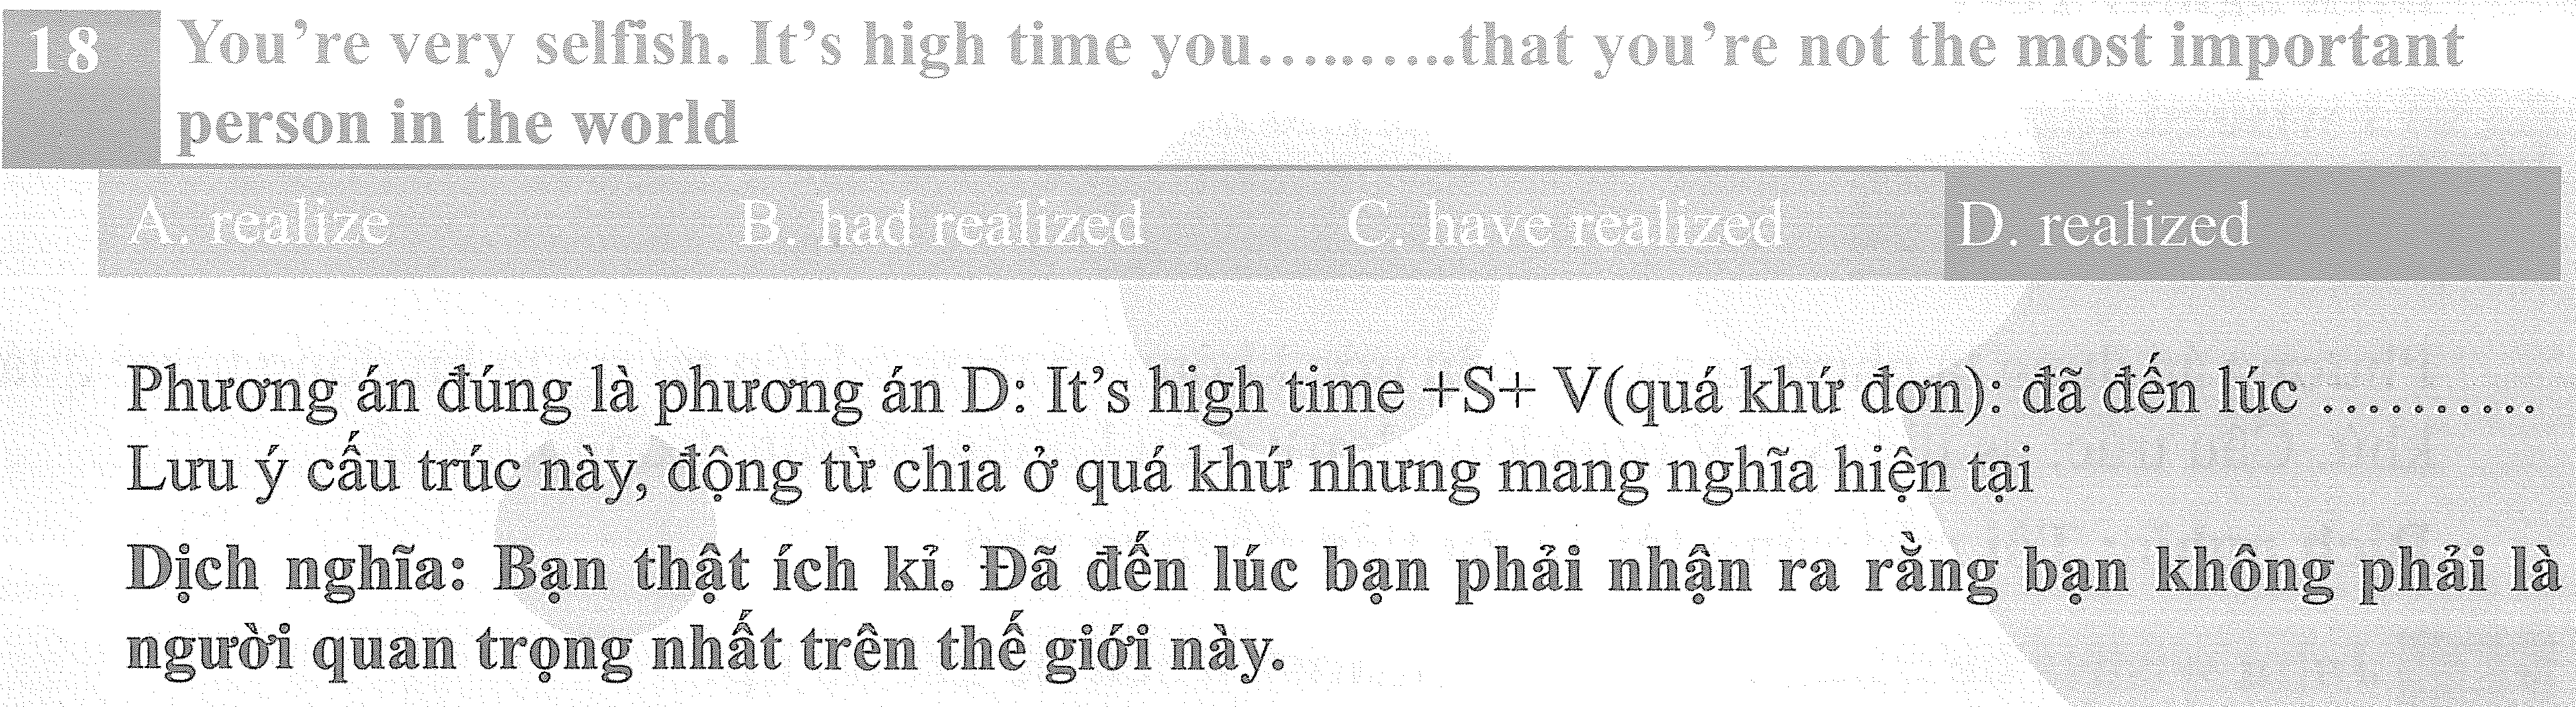 18 You're very selfish. It's high time you……….that you're not the most important
person in the world
A. realize B. had realized C. have realized D. realized
Phương án đúng là phương án D: It's high time +S+ V(quá khứ đơn): đã đến lúc ……….
Lưu ý cấu trúc này, động từ chia ở quá khứ nhưng mang nghĩa hiện tại
Dịch nghĩa: Bạn thật ích kỉ. Đã đến lúc bạn phải nhận ra rằng bạn không phải là
người quan trọng nhất trên thế giới này.